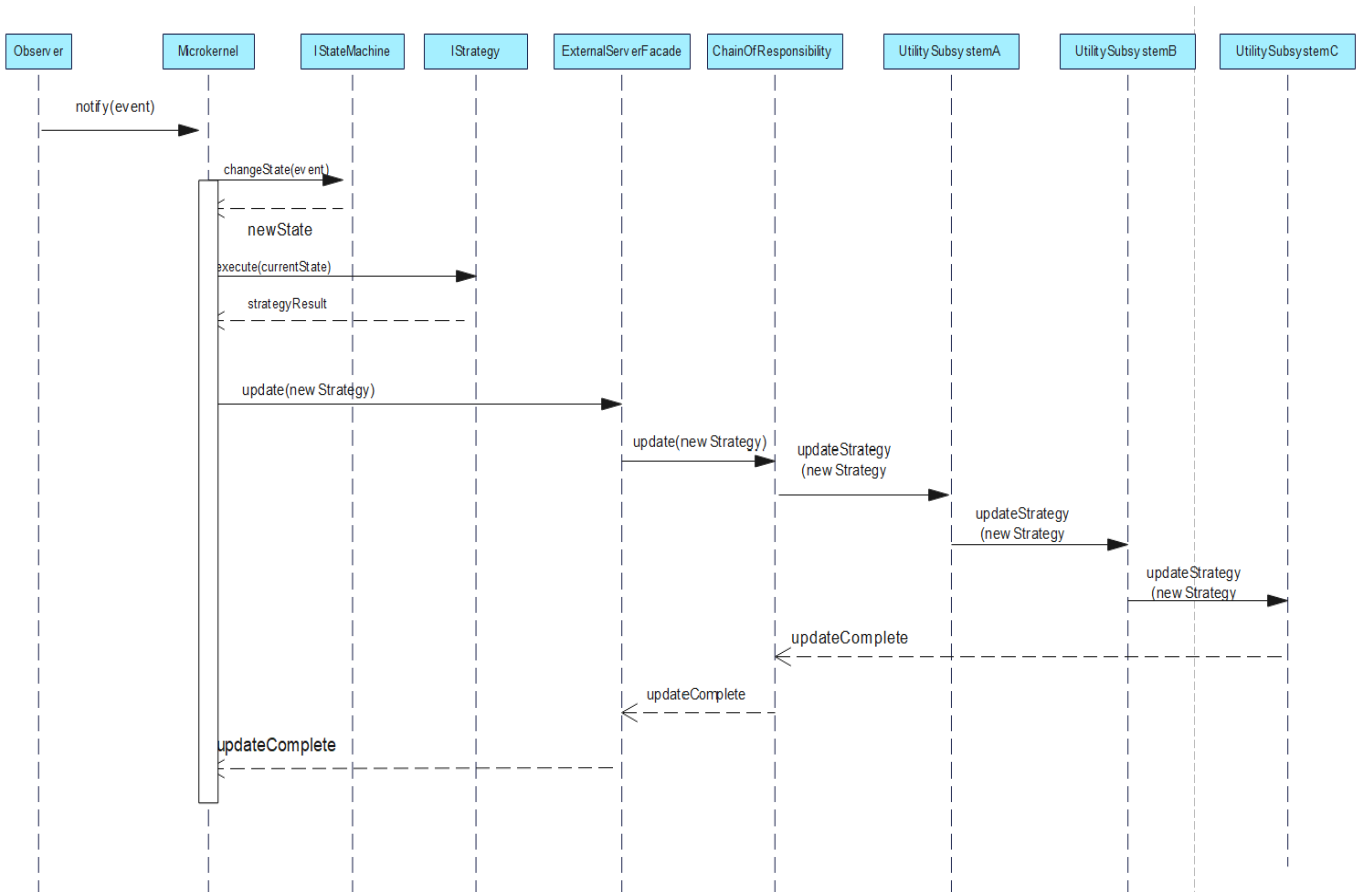 Observer
Microkernel
IStateMachine
IStrategy
ExternalServerFacade
ChainOfResponsibility
UtilitySubsystemA
UtilitySubsystemB
UtilitySubsystemC
notify(event)
changeState(event)
newState
execute(currentState)
strategyResult
update(newStrategy)
update(newStrategy)
updateStrategy
(newStrategy
updateStrategy
(newStrategy
updateStrategy
(newStrategy
updateComplete
updateComplete
updateComplete